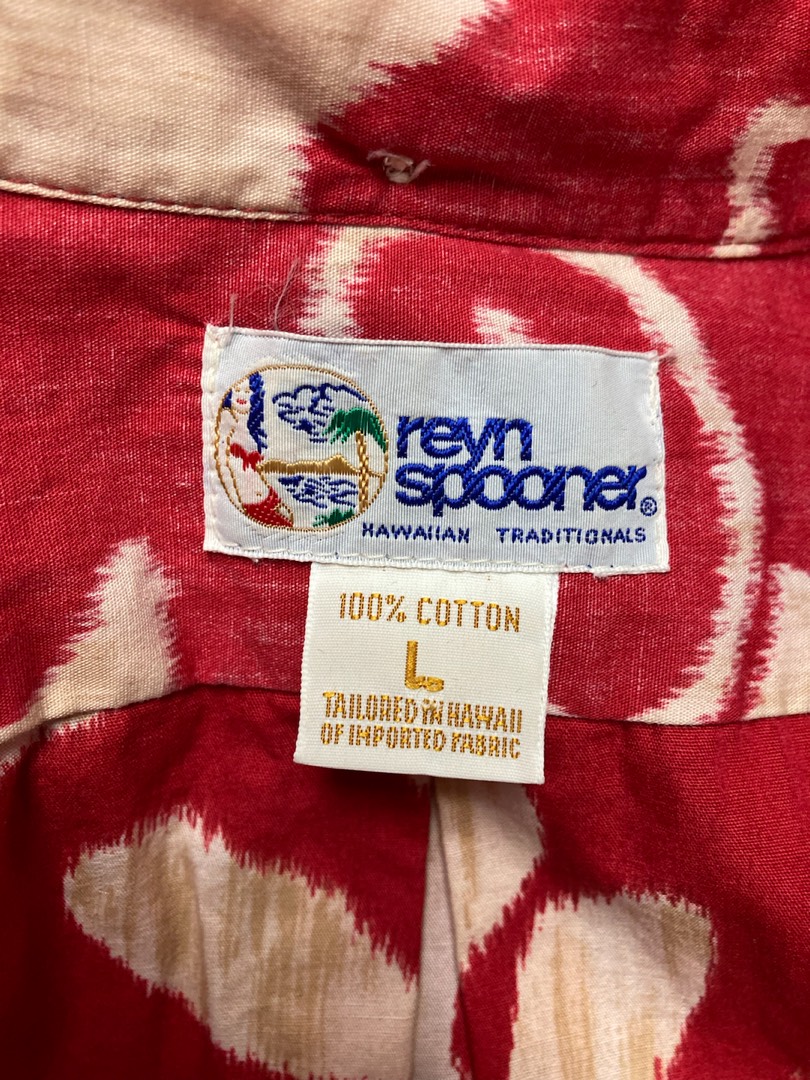 reyn
spooner®
HAWAIIAN TRADITIONALS
100% COTTON
L
TAILORED IN HAWAII
OF IMPORTED FABRIC